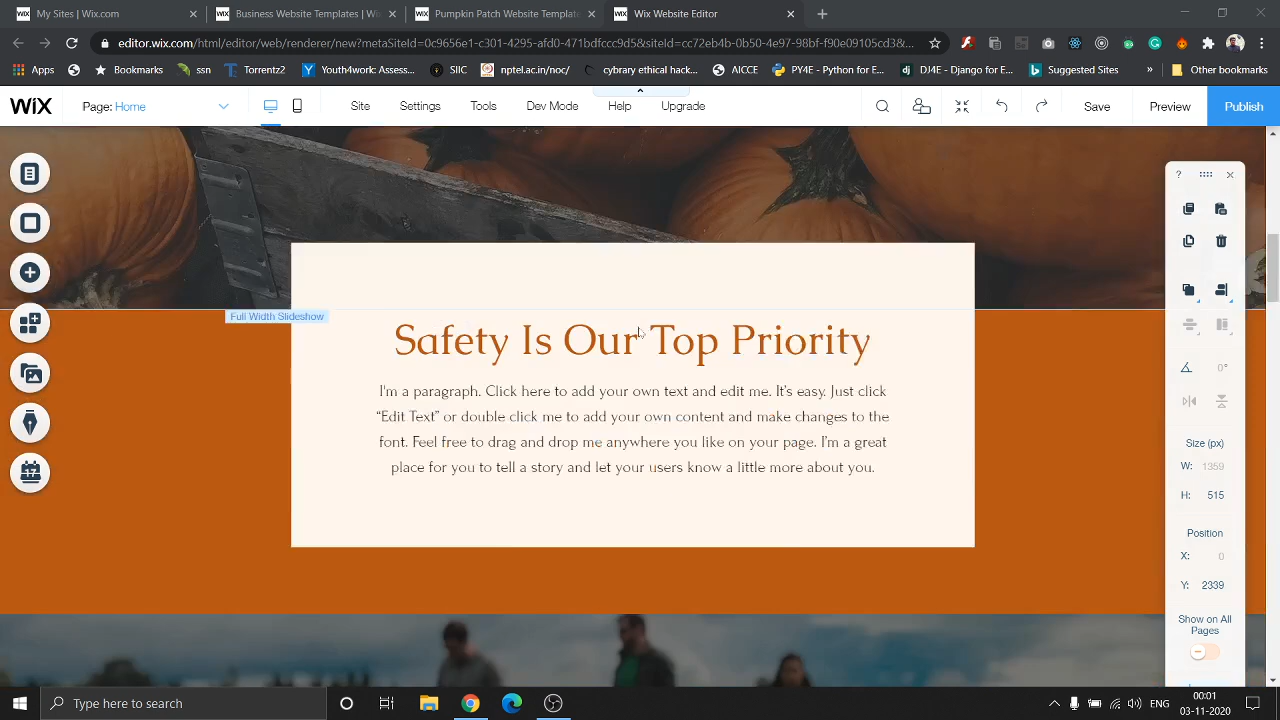 My Sites | Wix.com
Business Website Templates | Wi
Pumpkin Patch Website Template
Wix Website Editor
editor.wix.com/html/editor/web/renderer/new?metaSiteId=0c9656e1-c301-4295-afd0-471bdfccc9d5&siteId=cc72eb4b-0b50-4e97-98bf-f90e09105cd3&...
Apps
Bookmarks
ssn
Torrentz2
Youth4work: Asses...
SIIC
nptel.ac.in/noc/
cybrary ethical hack...
AICCE
PY4E - Python for E...
D4E - Django for E...
Suggested Sites
»
Other bookmarks
WiX
Page: Home
Site
Settings
Tools
Dev Mode
Help
Upgrade
Save
Preview
Publish
Full Width Slideshow
Safety Is Our Top Priority
I'm a paragraph. Click here to add your own text and edit me. It's easy. Just click
“Edit Text” or double click me to add your own content and make changes to the
font. Feel free to drag and drop me anywhere you like on your page. I'm a great
place for you to tell a story and let your users know a little more about you.
?
0°
Size (px)
W: 1359
H: 515
Position
X: 0
Y: 2339
Show on All
Pages
17
Type here to search
00:01
03-11-2020